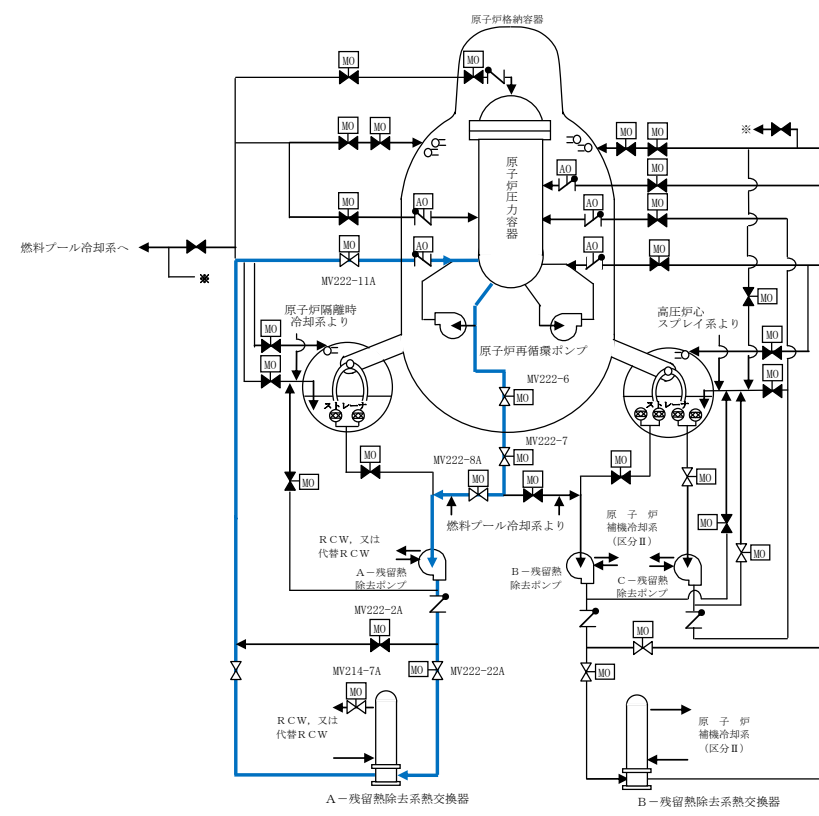 原子炉格納容器
MO
MO
MO
MO
MO
MO
※
原子炉圧力容器
AO
MO
MO
AO
AO
MO
燃料プール冷却系へ
※
MO
AO
AO
MO
MV222-11A
原子炉隔離時
冷却系より
MO
MO
高圧炉心
スプレイ系より
MO
MO
MO
原子炉再循環ポンプ
ストレーナ
ストレーナ
MV222-6
MO
MV222-7
MO
MV222-8A
MO
MO
MO
MO
MO
MO
燃料プール冷却系より
原 子 炉
補機冷却系
(区分Ⅱ)
MO
MO
RCW，又は
代替RCW
A－残留熱
除去ポンプ
B－残留熱
除去ポンプ
C－残留熱
除去ポンプ
MV222-2A
MO
MO
MV214-7A
MO
MO
MV222-22A
MO
RCW，又は
代替RCW
原 子 炉
補機冷却系
(区分Ⅱ)
A－残留熱除去系熱交換器
B－残留熱除去系熱交換器